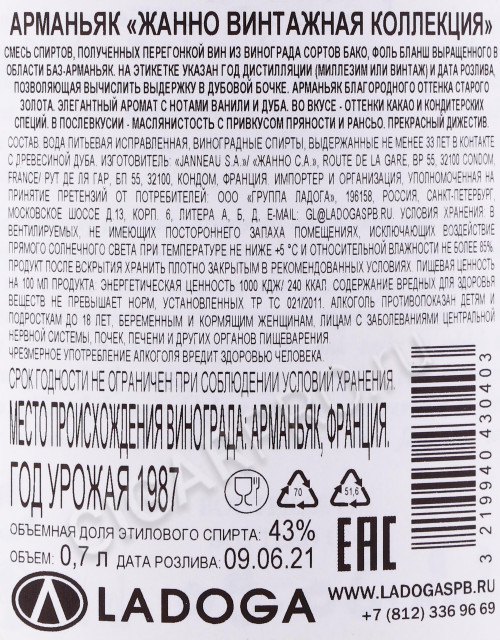 АРМАНЬЯК «ЖАННО ВИНТАЖНАЯ КОЛЛЕКЦИЯ»
СМЕСЬ СПИРТОВ, ПОЛУЧЕННЫХ ПЕРЕГОНКОЙ ВИН ИЗ ВИНОГРАДА СОРТОВ БАКО, ФОЛЬ БЛАНШ ВЫРАЩЕННОГО В
ОБЛАСТИ БАЗ-АРМАНЬЯК. НА ЭТИКЕТКЕ УКАЗАН ГОД ДИСТИЛЛЯЦИИ (МИЛЛЕЗИМ ИЛИ ВИНТАЖ) И ДАТА РОЗЛИВА,
ПОЗВОЛЯЮЩАЯ ВЫЧИСЛИТЬ ВЫДЕРЖКУ В ДУБОВОЙ БОЧКЕ. АРМАНЬЯК БЛАГОРОДНОГО ОТТЕНКА СТАРОГО
ЗОЛОТА. ЭЛЕГАНТНЫЙ АРОМАТ С НОТАМИ ВАНИЛИ И ДУБА. ВО ВКУСЕ - ОТТЕНКИ КАКАО И КОНДИТЕРСКИХ
СПЕЦИЙ. В ПОСЛЕВКУСИИ - МАСЛЯНИСТОСТЬ С ПРИВКУСОМ ПРЯНОСТИ И РАНСЬО. ПРЕКРАСНЫЙ ДИЖЕСТИВ.
СОСТАВ: ВОДА ПИТЬЕВАЯ ИСПРАВЛЕННАЯ, ВИНОГРАДНЫЕ СПИРТЫ, ВЫДЕРЖАННЫЕ НЕ МЕНЕЕ 33 ЛЕТ В КОНТАКТЕ
С ДРЕВЕСИНОЙ ДУБА. ИЗГОТОВИТЕЛЬ: «JANNEAU S.A.»/ «ЖАННО С.А.», ROUTE DE LA GARE, BP 55, 32100 CONDOM,
FRANCE/ РУТ ДЕ ЛЯ ГАР, БП 55, 32100, КОНДОМ, ФРАНЦИЯ ИМПОРТЕР И ОРГАНИЗАЦИЯ, УПОЛНОМОЧЕННАЯ НА
ПРИНЯТИЕ ПРЕТЕНЗИЙ ОТ ПОТРЕБИТЕЛЕЙ: ООО «ГРУППА ЛАДОГА», 196158, РОССИЯ, САНКТ-ПЕТЕРБУРГ,
МОСКОВСКОЕ ШОССЕ Д.13, КОРП. 6, ЛИТЕРА А, Б, Д, E-MAIL: GL@LADOGASPB.RU. УСЛОВИЯ ХРАНЕНИЯ: В
ВЕНТИЛИРУЕМЫХ, НЕ ИМЕЮЩИХ ПОСТОРОННЕГО ЗАПАХА ПОМЕЩЕНИЯХ, ИСКЛЮЧАЮЩИХ ВОЗДЕЙСТВИЕ
ПРЯМОГО СОЛНЕЧНОГО СВЕТА ПРИ ТЕМПЕРАТУРЕ НЕ НИЖЕ +5 °С И ОТНОСИТЕЛЬНОЙ ВЛАЖНОСТИ НЕ БОЛЕЕ 85%.
ПРОДУКТ ПОСЛЕ ВСКРЫТИЯ ХРАНИТЬ ПЛОТНО ЗАКРЫТЫМ В РЕКОМЕНДОВАННЫХ УСЛОВИЯХ. ПИЩЕВАЯ ЦЕННОСТЬ
НА 100 МЛ ПРОДУКТА: ЭНЕРГЕТИЧЕСКАЯ ЦЕННОСТЬ 1000 КДЖ/ 240 ККАЛ. СОДЕРЖАНИЕ ВРЕДНЫХ ДЛЯ ЗДОРОВЬЯ
ВЕЩЕСТВ НЕ ПРЕВЫШАЕТ НОРМ, УСТАНОВЛЕННЫХ ТР ТС 021/2011. АЛКОГОЛЬ ПРОТИВОПОКАЗАН ДЕТЯМ И
ПОДРОСТКАМ ДО 18 ЛЕТ, БЕРЕМЕННЫМ И КОРМЯЩИМ ЖЕНЩИНАМ, ЛИЦАМ С ЗАБОЛЕВАНИЯМИ ЦЕНТРАЛЬНОЙ
НЕРВНОЙ СИСТЕМЫ, ПОЧЕК, ПЕЧЕНИ И ДРУГИХ ОРГАНОВ ПИЩЕВАРЕНИЯ
ЧРЕЗМЕРНОЕ УПОТРЕБЛЕНИЕ АЛКОГОЛЯ ВРЕДИТ ЗДОРОВЬЮ ЧЕЛОВЕКА.
СРОК ГОДНОСТИ НЕ ОГРАНИЧЕН ПРИ СОБЛЮДЕНИИ УСЛОВИЙ ХРАНЕНИЯ.
МЕСТО ПРОИСХОЖДЕНИЯ ВИНОГРАДА: АРМАНЬЯК, ФРАНЦИЯ.
ГОД УРОЖАЯ 1987
70
51,6
ОБЪЕМНАЯ ДОЛЯ ЭТИЛОВОГО СПИРТА: 43%
ОБЪЕМ: 0,7 Л ДАТА РОЗЛИВА: 09.06.21
EAC
3 219940 430403
LADOGA
WWW.LADOGASPB.RU
+7 (812) 336 96 69